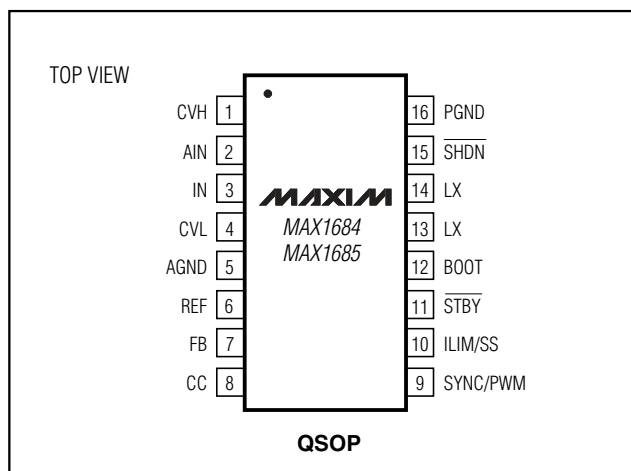 TOP VIEW
CVH 1
AIN 2
IN 3
CVL 4
AGND 5
REF 6
FB 7
CC 8
MAXIM
MAX1684
MAX1685
16 PGND
15 SHDN
14 LX
13 LX
12 BOOT
11 STBY
10 ILIM/SS
9 SYNC/PWM
QSOP